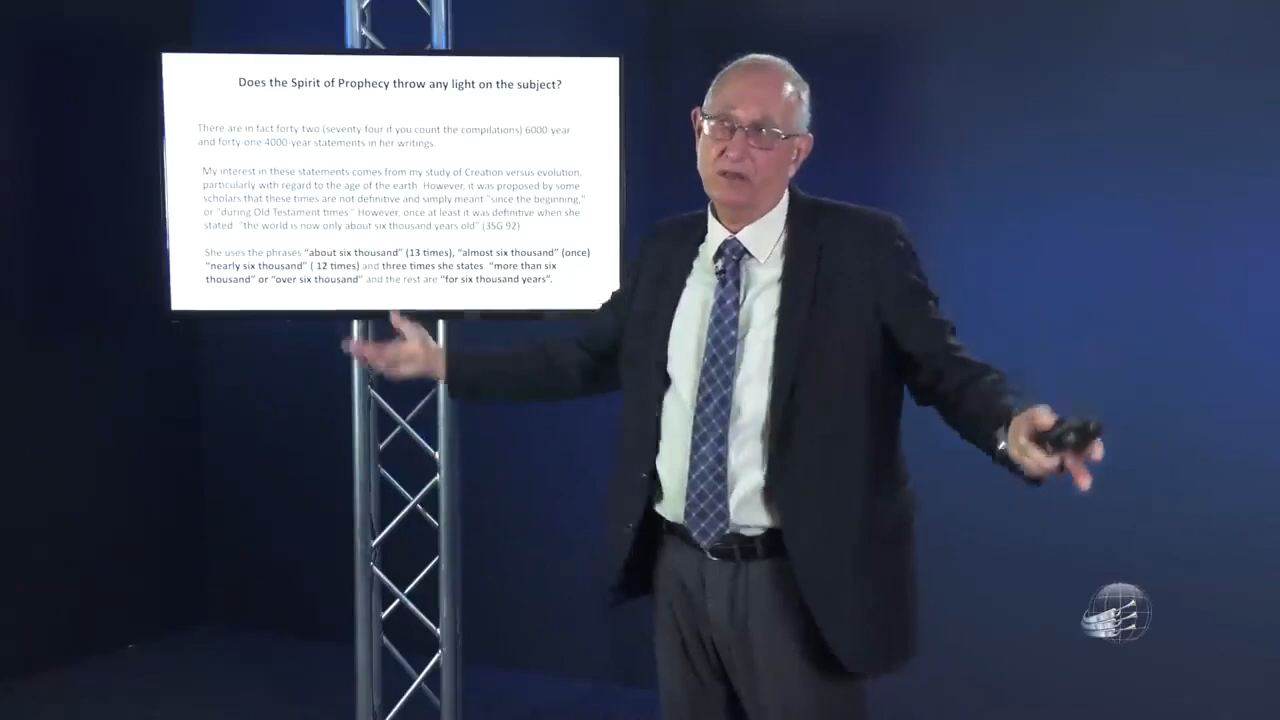 Does the Spirit of Prophecy throw any light on the subject?
There are in fact forty two (seventy four if you count the compilations) 6000 year
and forty-one 4000-year statements in her writings.
My interest in these statements comes from my study of Creation versus evolution,
particularly with regard to the age of the earth. However, it was proposed by some
scholars that these times are not definitive and simply meant "since the beginning,"
or "during Old Testament times." However, once at least it was definitive when she
stated "the world is now only about six thousand years old" (3SG 92)
She uses the phrases "about six thousand" (13 times), "almost six thousand" (once)
"nearly six thousand" ( 12 times) and three times she states "more than six
thousand" or "over six thousand" and the rest are "for six thousand years".